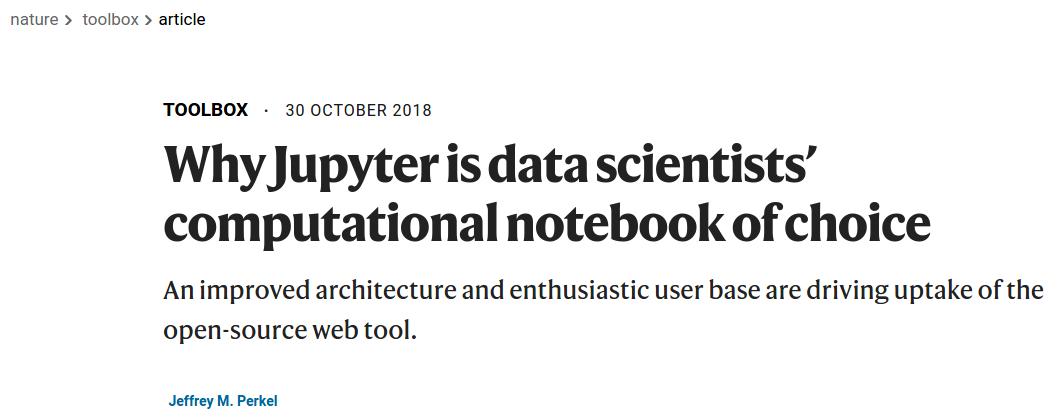 nature > toolbox > article
TOOLBOX · 30 OCTOBER 2018
Why Jupyter is data scientists’
computational notebook of choice
An improved architecture and enthusiastic user base are driving uptake of the
open-source web tool.
Jeffrey M. Perkel